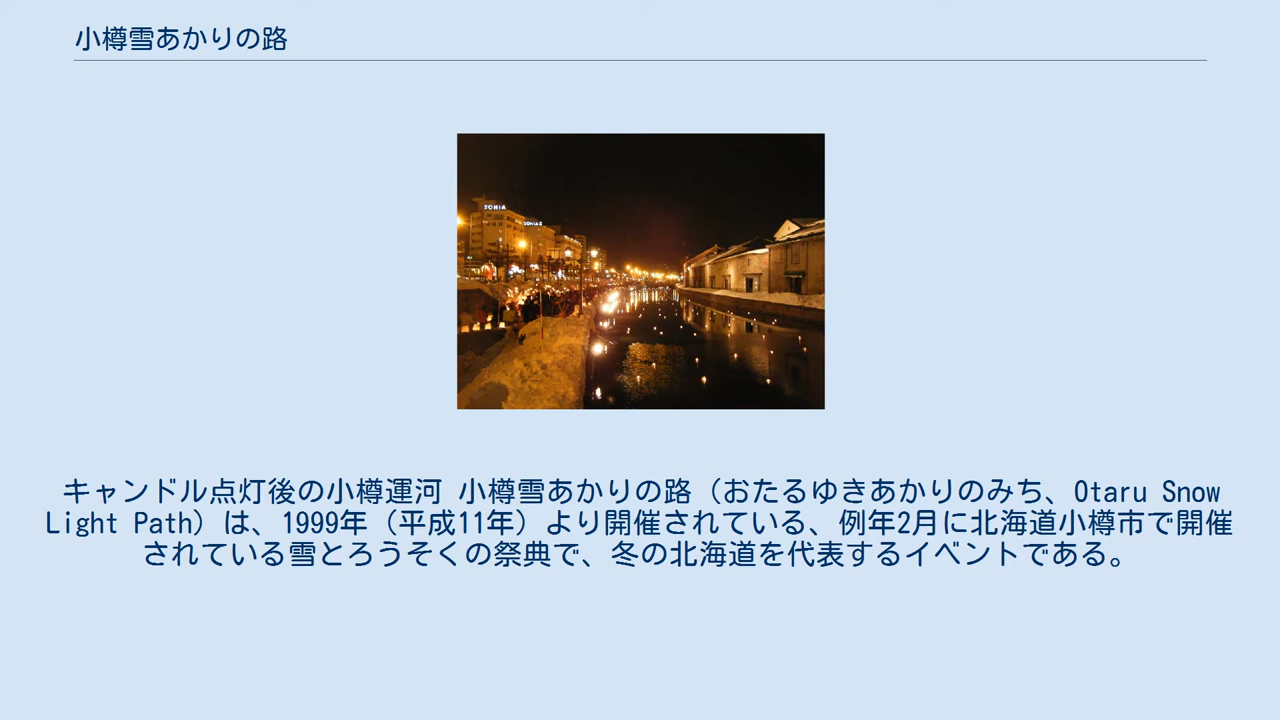 小樽雪あかりの路
SONIA
キャンドル点灯後の小樽運河 小樽雪あかりの路（おたるゆきあかりのみち、Otaru Snow
Light Path）は、1999年（平成11年）より開催されている、例年2月に北海道小樽市で開催
されている雪とろうそくの祭典で、冬の北海道を代表するイベントである。